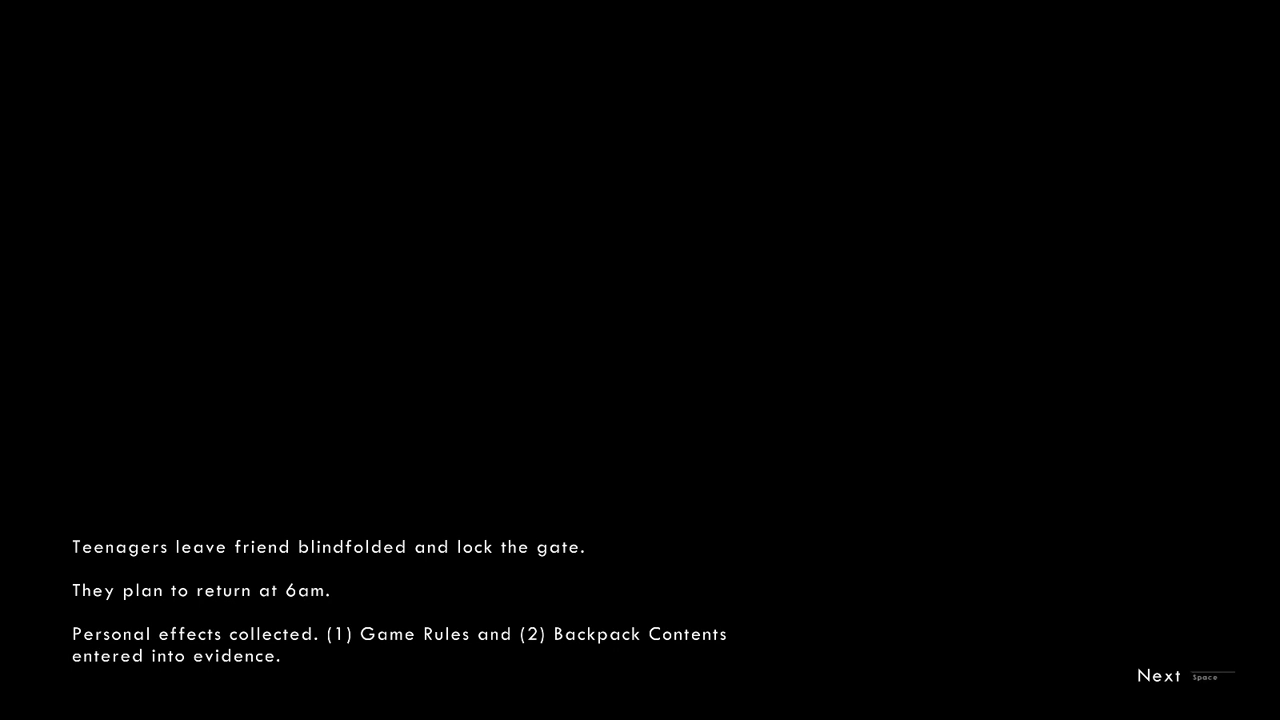 Teenagers leave friend blindfolded and lock the gate.
They plan to return at 6am.
Personal effects collected. (1) Game Rules and (2) Backpack Contents
entered into evidence.
Next Space